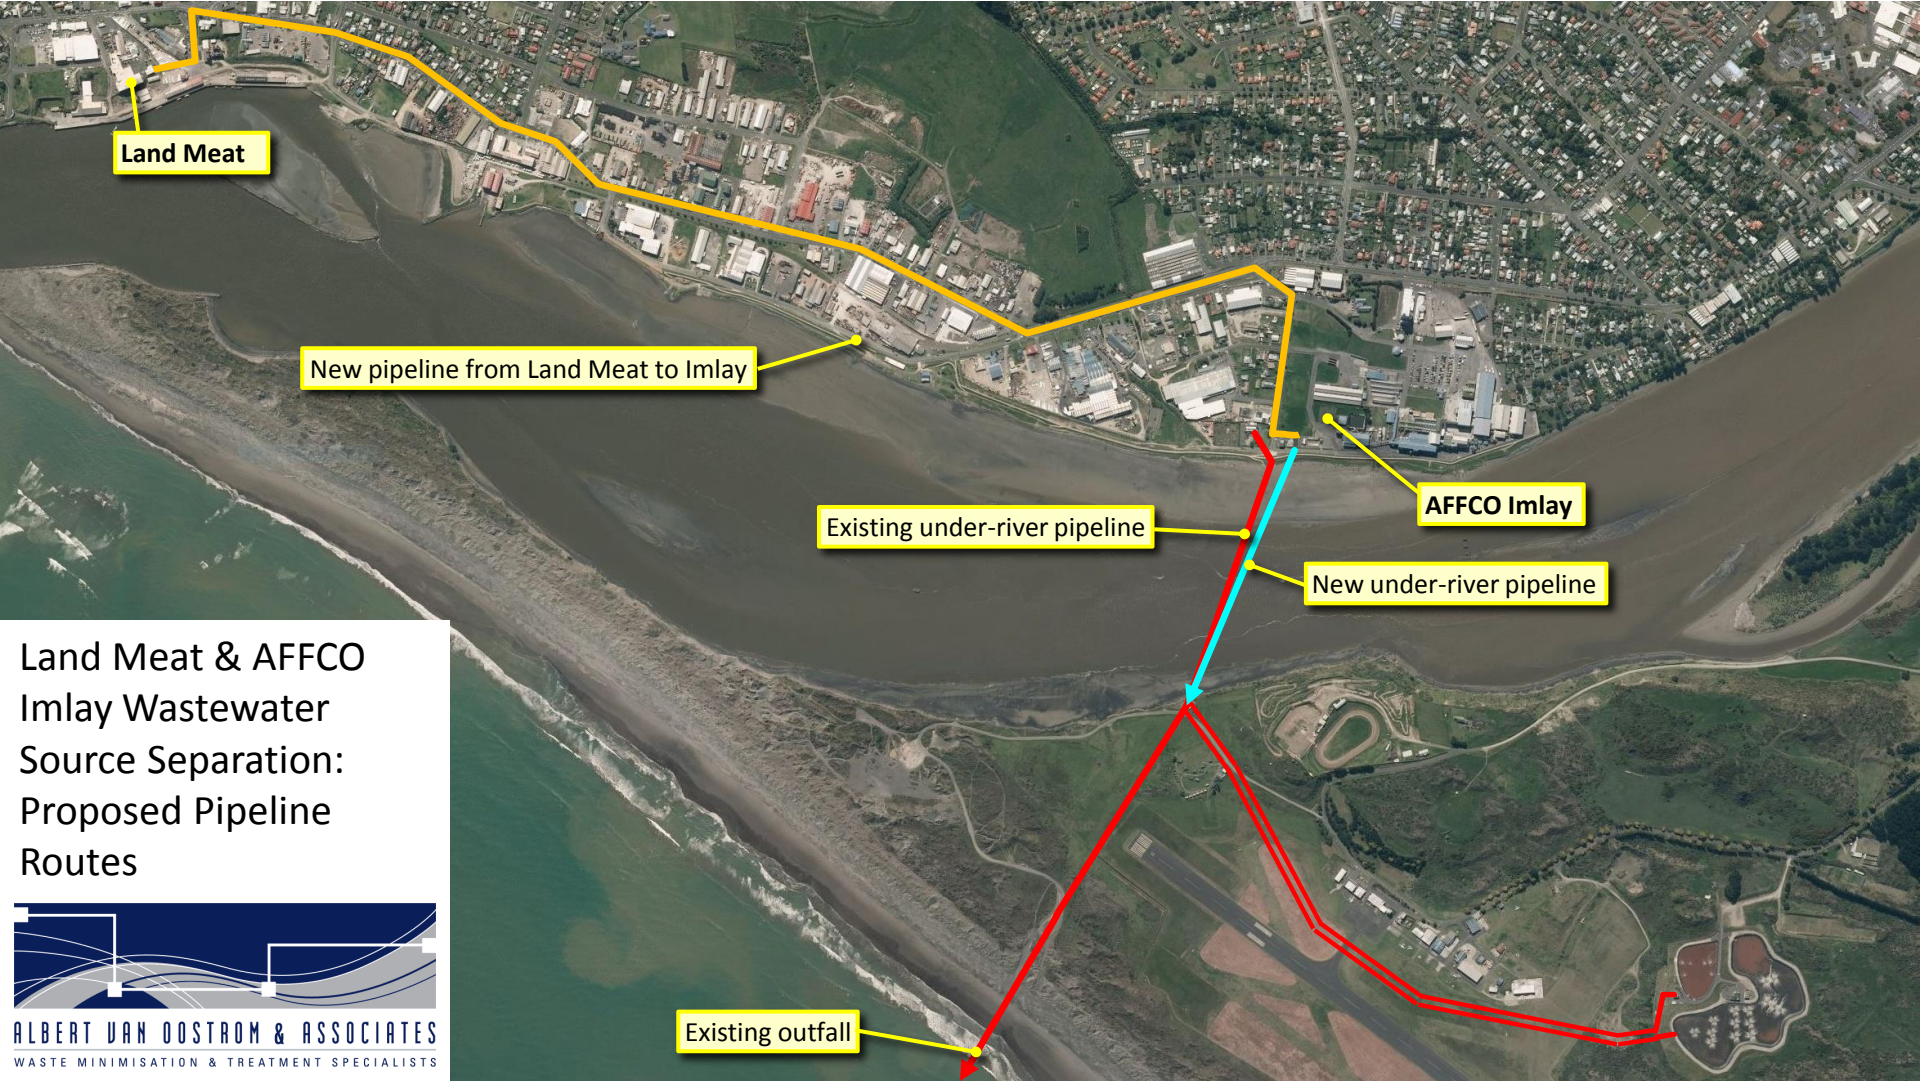 Land Meat
New pipeline from Land Meat to Imlay
Existing under-river pipeline
AFFCO Imlay
New under-river pipeline
Existing outfall
Land Meat & AFFCO
Imlay Wastewater
Source Separation:
Proposed Pipeline
Routes
ALBERT VAN OOSTROM & ASSOCIATES
WASTE MINIMISATION & TREATMENT SPECIALISTS